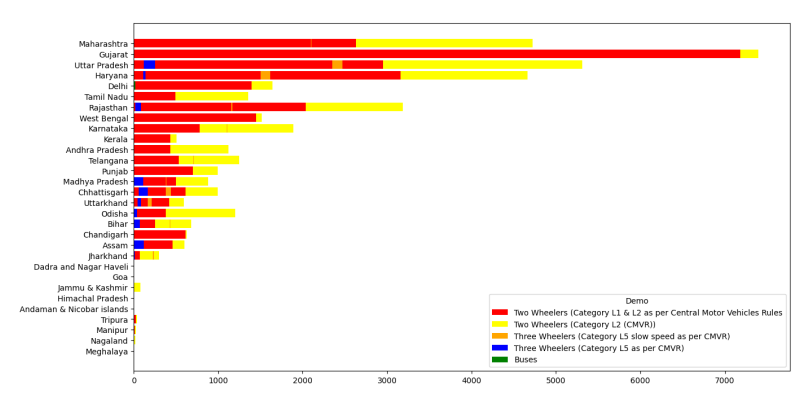 Maharashtra
Gujarat
Uttar Pradesh
Haryana
Delhi
Tamil Nadu
Rajasthan
West Bengal
Karnataka
Kerala
Andhra Pradesh
Telangana
Punjab
Madhya Pradesh
Chhattisgarh
Uttarkhand
Odisha
Bihar
Chandigarh
Assam
Jharkhand
Dadra and Nagar Haveli
Goa
Jammu & Kashmir
Himachal Pradesh
Andaman & Nicobar islands
Tripura
Manipur
Nagaland
Meghalaya
Demo
Two Wheelers (Category L1 & L2 as per Central Motor Vehicles Rules
Two Wheelers (Category L2 (CMVR))
Three Wheelers (Category L5 slow speed as per CMVR)
Three Wheelers (Category L5 as per CMVR)
Buses
0 1000 2000 3000 4000 5000 6000 7000